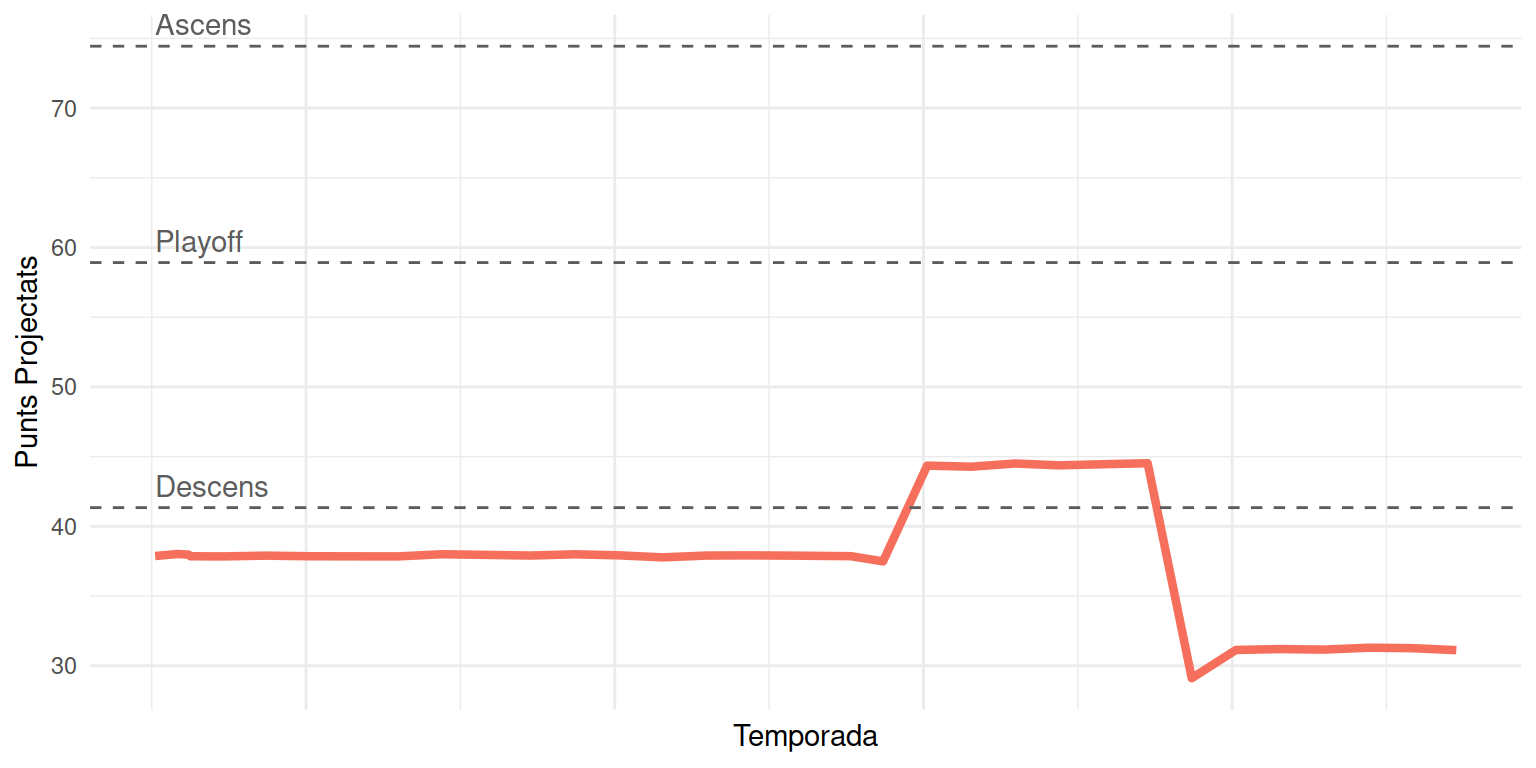 Ascens
70
Playoff
60
Punts Projectats
50
Descens
40
30
Temporada